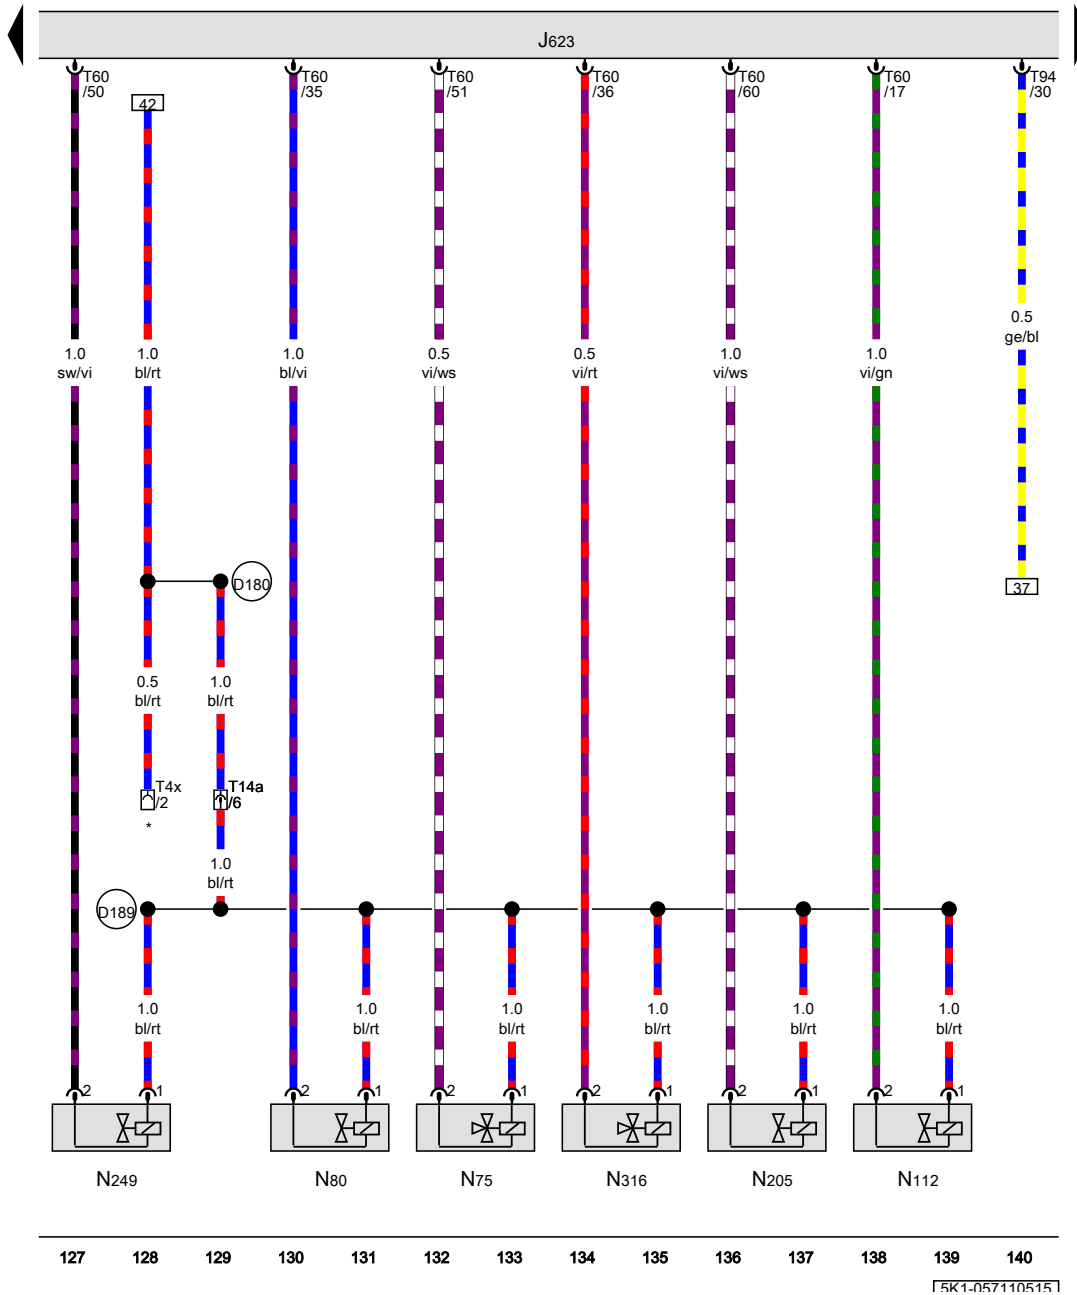 J623
T60 /50
T60 /35
T60 /51
T60 /36
T60 /60
T60 /17
T94 /30
42
0.5 ge/bl
1.0 sw/vi
1.0 bl/rt
1.0 bl/vi
0.5 vi/ws
0.5 vi/rt
1.0 vi/ws
1.0 vi/gn
D180
37
0.5 bl/rt
1.0 bl/rt
T4x /2
T14a /6
*
1.0 bl/rt
D189
1.0 bl/rt
1.0 bl/rt
1.0 bl/rt
1.0 bl/rt
1.0 bl/rt
1.0 bl/rt
2 1 2 1 2 1 2 1 2 1 2 1
N249 N80 N75 N316 N205 N112
127 128 129 130 131 132 133 134 135 136 137 138 139 140
5K1-057110515